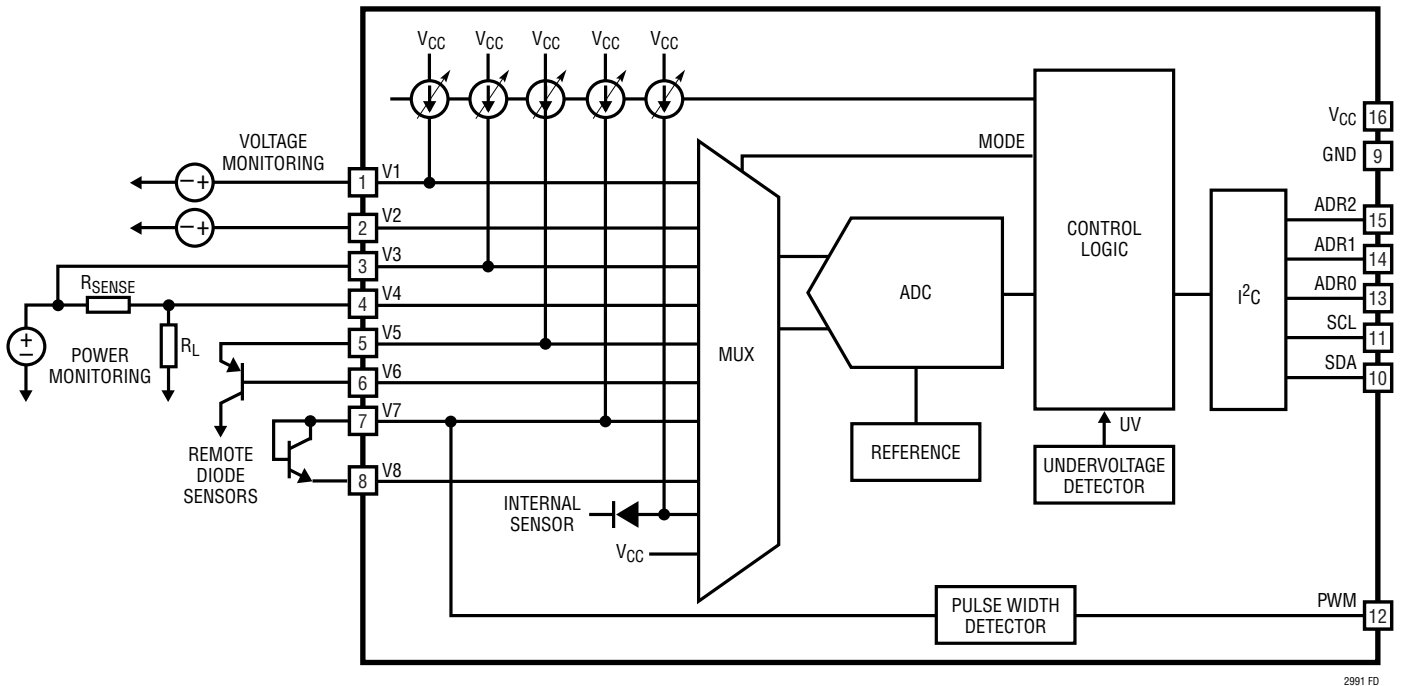 VCC VCC VCC VCC VCC
VOLTAGE
MONITORING
1 V1
2 V2
3 V3
4 V4
5 V5
6 V6
7 V7
8 V8
RSENSE
+
−
POWER
MONITORING
RL
− +
− +
REMOTE
DIODE
SENSORS
INTERNAL
SENSOR
VCC
MUX
MODE
ADC
REFERENCE
CONTROL
LOGIC
UV
UNDERVOLTAGE
DETECTOR
I2C
PULSE WIDTH
DETECTOR
VCC 16
GND 9
ADR2 15
ADR1 14
ADR0 13
SCL 11
SDA 10
PWM 12
2991 FD